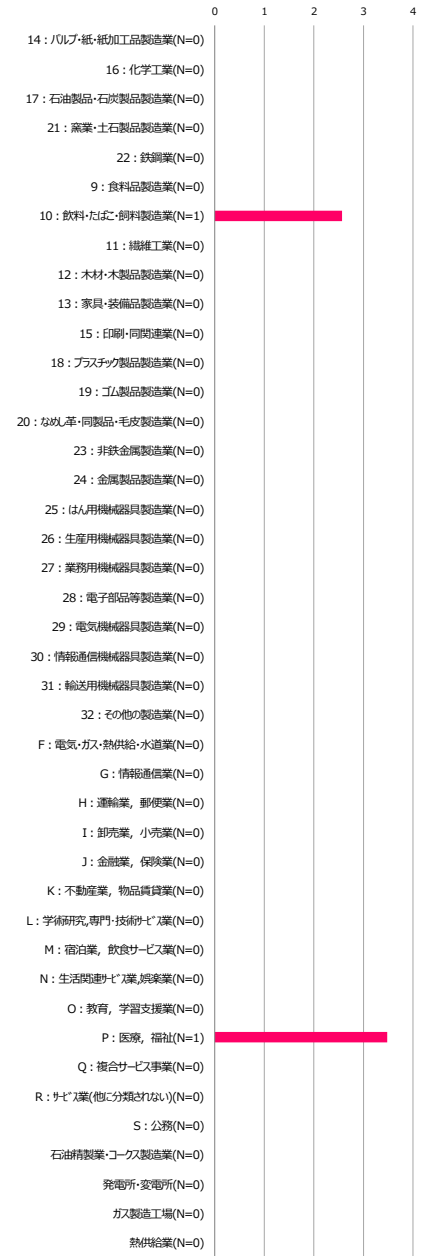 0 1 2 3 4
14：パルプ・紙・紙加工品製造業(N=0)
16：化学工業(N=0)
17：石油製品・石炭製品製造業(N=0)
21：窯業・土石製品製造業(N=0)
22：鉄鋼業(N=0)
9：食料品製造業(N=0)
10：飲料・たばこ・飼料製造業(N=1)
11：繊維工業(N=0)
12：木材・木製品製造業(N=0)
13：家具・装備品製造業(N=0)
15：印刷・同関連業(N=0)
18：プラスチック製品製造業(N=0)
19：ゴム製品製造業(N=0)
20：なめし革・同製品・毛皮製造業(N=0)
23：非鉄金属製造業(N=0)
24：金属製品製造業(N=0)
25：はん用機械器具製造業(N=0)
26：生産用機械器具製造業(N=0)
27：業務用機械器具製造業(N=0)
28：電子部品等製造業(N=0)
29：電気機械器具製造業(N=0)
30：情報通信機械器具製造業(N=0)
31：輸送用機械器具製造業(N=0)
32：その他の製造業(N=0)
F：電気・ガス・熱供給・水道業(N=0)
G：情報通信業(N=0)
H：運輸業，郵便業(N=0)
I：卸売業，小売業(N=0)
J：金融業，保険業(N=0)
K：不動産業，物品賃貸業(N=0)
L：学術研究,専門・技術ｻｰﾋﾞｽ業(N=0)
M：宿泊業，飲食サービス業(N=0)
N：生活関連ｻｰﾋﾞｽ業,娯楽業(N=0)
O：教育，学習支援業(N=0)
P：医療，福祉(N=1)
Q：複合サービス事業(N=0)
R：ｻｰﾋﾞｽ業(他に分類されない)(N=0)
S：公務(N=0)
石油精製業・コークス製造業(N=0)
発電所・変電所(N=0)
ガス製造工場(N=0)
熱供給業(N=0)